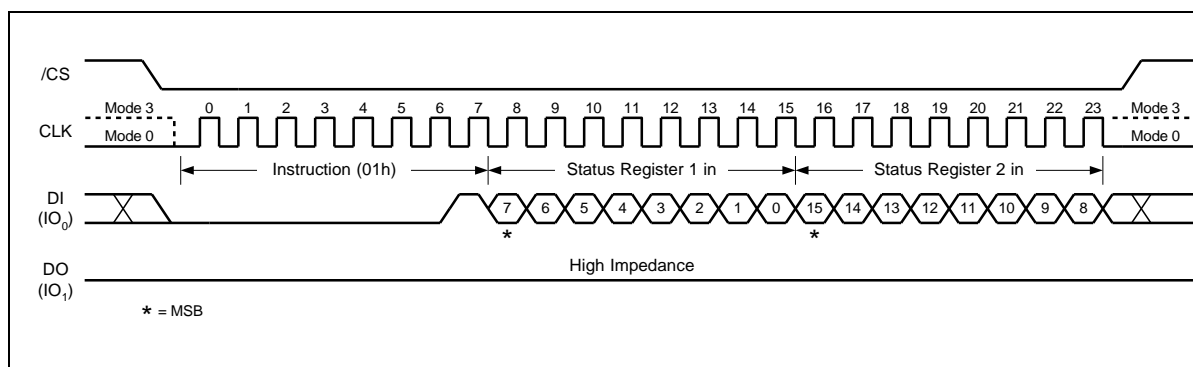 /CS
Mode 3 0 1 2 3 4 5 6 7 8 9 10 11 12 13 14 15 16 17 18 19 20 21 22 23 Mode 3
CLK Mode 0 Mode 0
Instruction (01h) Status Register 1 in Status Register 2 in
DI
(IO0) 7 6 5 4 3 2 1 0 15 14 13 12 11 10 9 8
* *
High Impedance
DO
(IO1)
* = MSB